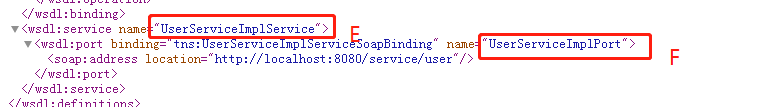 </wsdl:operation>
</wsdl:binding>
▼<wsdl:service name="UserServiceImplService"> E
▼<wsdl:port binding="tns:UserServiceImplServiceSoapBinding" name="UserServiceImplPort"> F
<soap:address location="http://localhost:8080/service/user"/>
</wsdl:port>
</wsdl:service>
</wsdl:definitions>